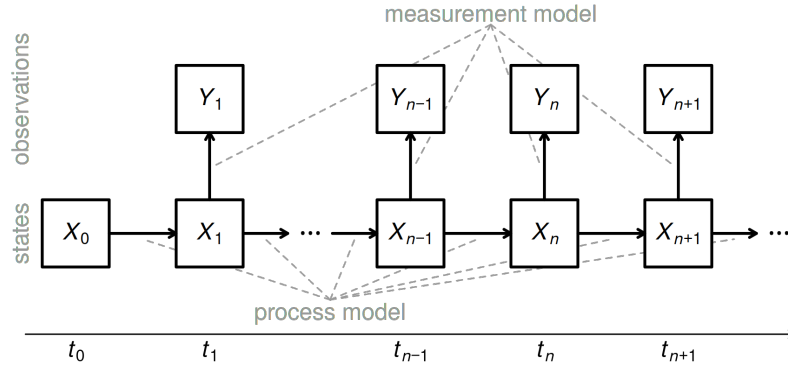 measurement model
observations
Y1 Yn−1 Yn Yn+1
states
X0 X1 ... Xn−1 Xn Xn+1 ...
process model
t0 t1 tn−1 tn tn+1